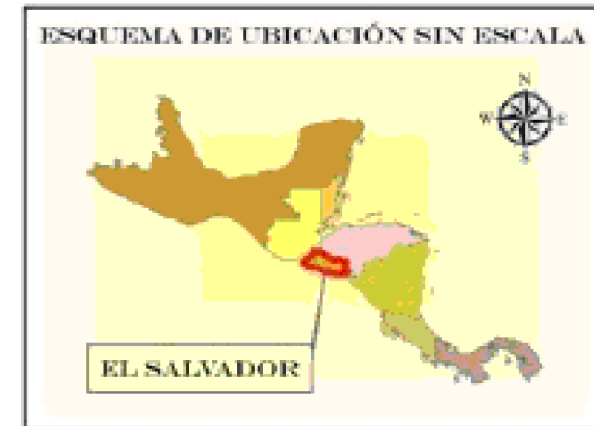 ESQUEMA DE UBICACIÓN SIN ESCALA
N
W E
S
EL SALVADOR